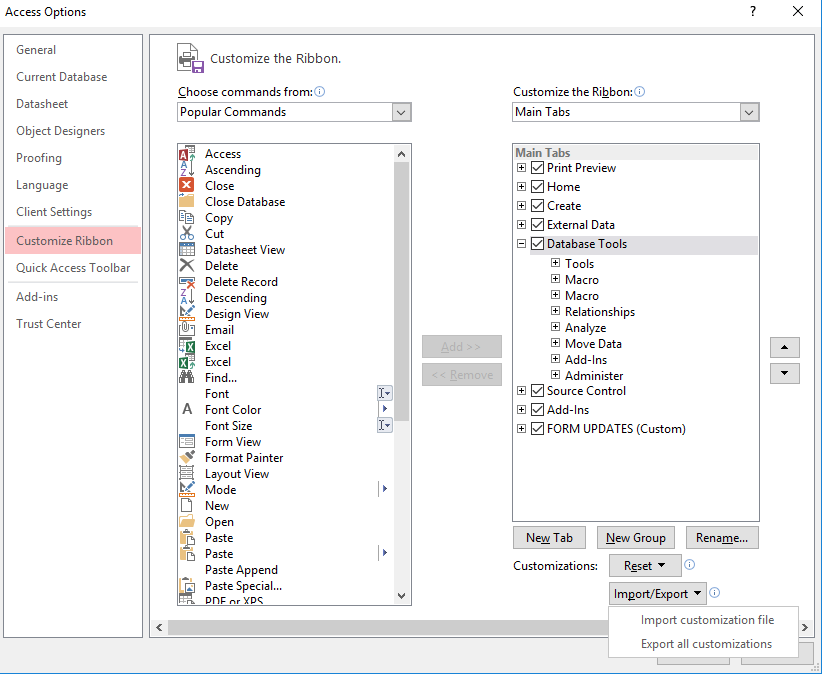 Access Options
?
General
Current Database
Datasheet
Object Designers
Proofing
Language
Client Settings
Customize Ribbon
Quick Access Toolbar
Add-ins
Trust Center
Customize the Ribbon.
Choose commands from:
Popular Commands
Access
Ascending
Close
Close Database
Copy
Cut
Datasheet View
Delete
Delete Record
Descending
Design View
Email
Excel
Excel
Find...
Font
Font Color
Font Size
Form View
Format Painter
Layout View
Mode
New
Open
Paste
Paste
Paste Append
Paste Special...
PDF or XPS
Add >>
<< Remove
Customize the Ribbon:
Main Tabs
Main Tabs
Print Preview
Home
Create
External Data
Database Tools
Tools
Macro
Macro
Relationships
Analyze
Move Data
Add-Ins
Administer
Source Control
Add-Ins
FORM UPDATES (Custom)
New Tab
New Group
Rename...
Customizations:
Reset
Import/Export
Import customization file
Export all customizations